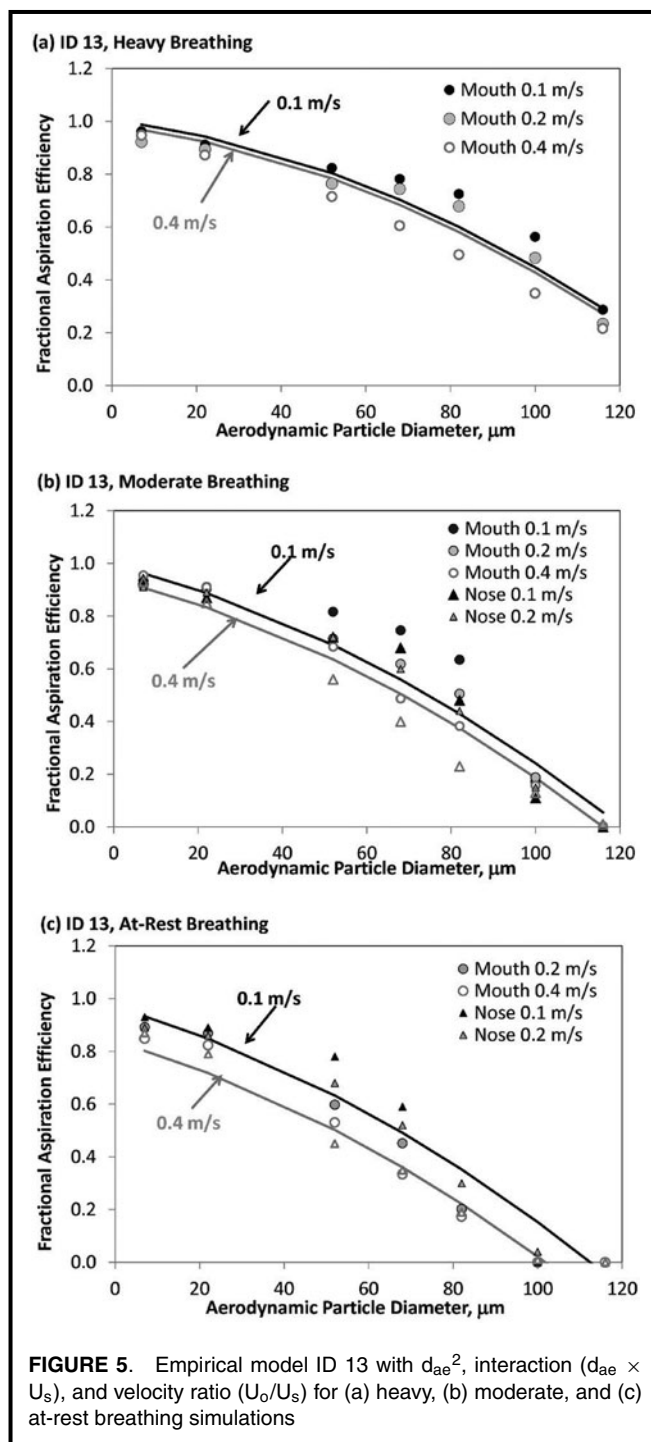 (a) ID 13, Heavy Breathing
Fractional Aspiration Efficiency
1.2
1.0
0.8
0.6
0.4
0.2
0.0
0.1 m/s
0.4 m/s
Mouth 0.1 m/s
Mouth 0.2 m/s
Mouth 0.4 m/s
0 20 40 60 80 100 120
Aerodynamic Particle Diameter, μm
(b) ID 13, Moderate Breathing
Fractional Aspiration Efficiency
1.2
1.0
0.8
0.6
0.4
0.2
0.0
0.1 m/s
0.4 m/s
Mouth 0.1 m/s
Mouth 0.2 m/s
Mouth 0.4 m/s
Nose 0.1 m/s
Nose 0.2 m/s
0 20 40 60 80 100 120
Aerodynamic Particle Diameter, μm
(c) ID 13, At-Rest Breathing
Fractional Aspiration Efficiency
1.2
1.0
0.8
0.6
0.4
0.2
0.0
0.1 m/s
0.4 m/s
Mouth 0.2 m/s
Mouth 0.4 m/s
Nose 0.1 m/s
Nose 0.2 m/s
0 20 40 60 80 100 120
Aerodynamic Particle Diameter, μm
FIGURE 5. Empirical model ID 13 with dae², interaction (dae ×
Us), and velocity ratio (Uo/Us) for (a) heavy, (b) moderate, and (c)
at-rest breathing simulations